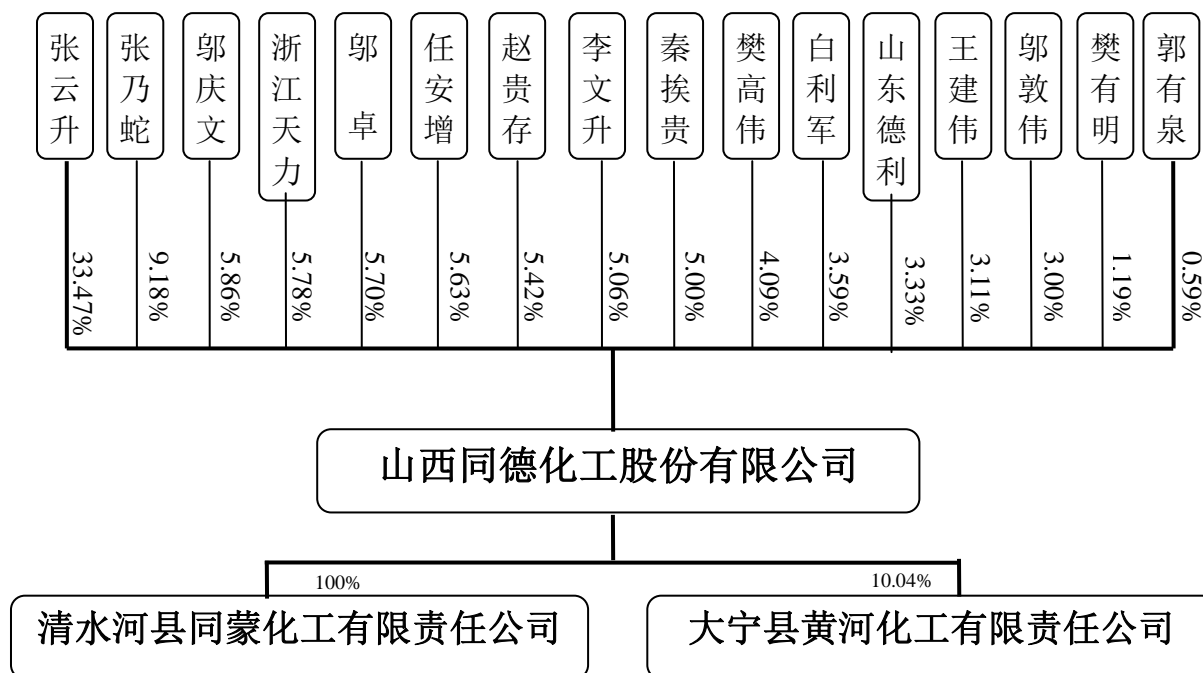 张云升
张乃蛇
邬庆文
浙江天力
邬卓
任安增
赵贵存
李文升
秦挨贵
樊高伟
白利军
山东德利
王建伟
邬敦伟
樊有明
郭有泉
33.47%
9.18%
5.86%
5.78%
5.70%
5.63%
5.42%
5.06%
5.00%
4.09%
3.59%
3.33%
3.11%
3.00%
1.19%
0.59%
山西同德化工股份有限公司
100%
10.04%
清水河县同蒙化工有限责任公司
大宁县黄河化工有限责任公司